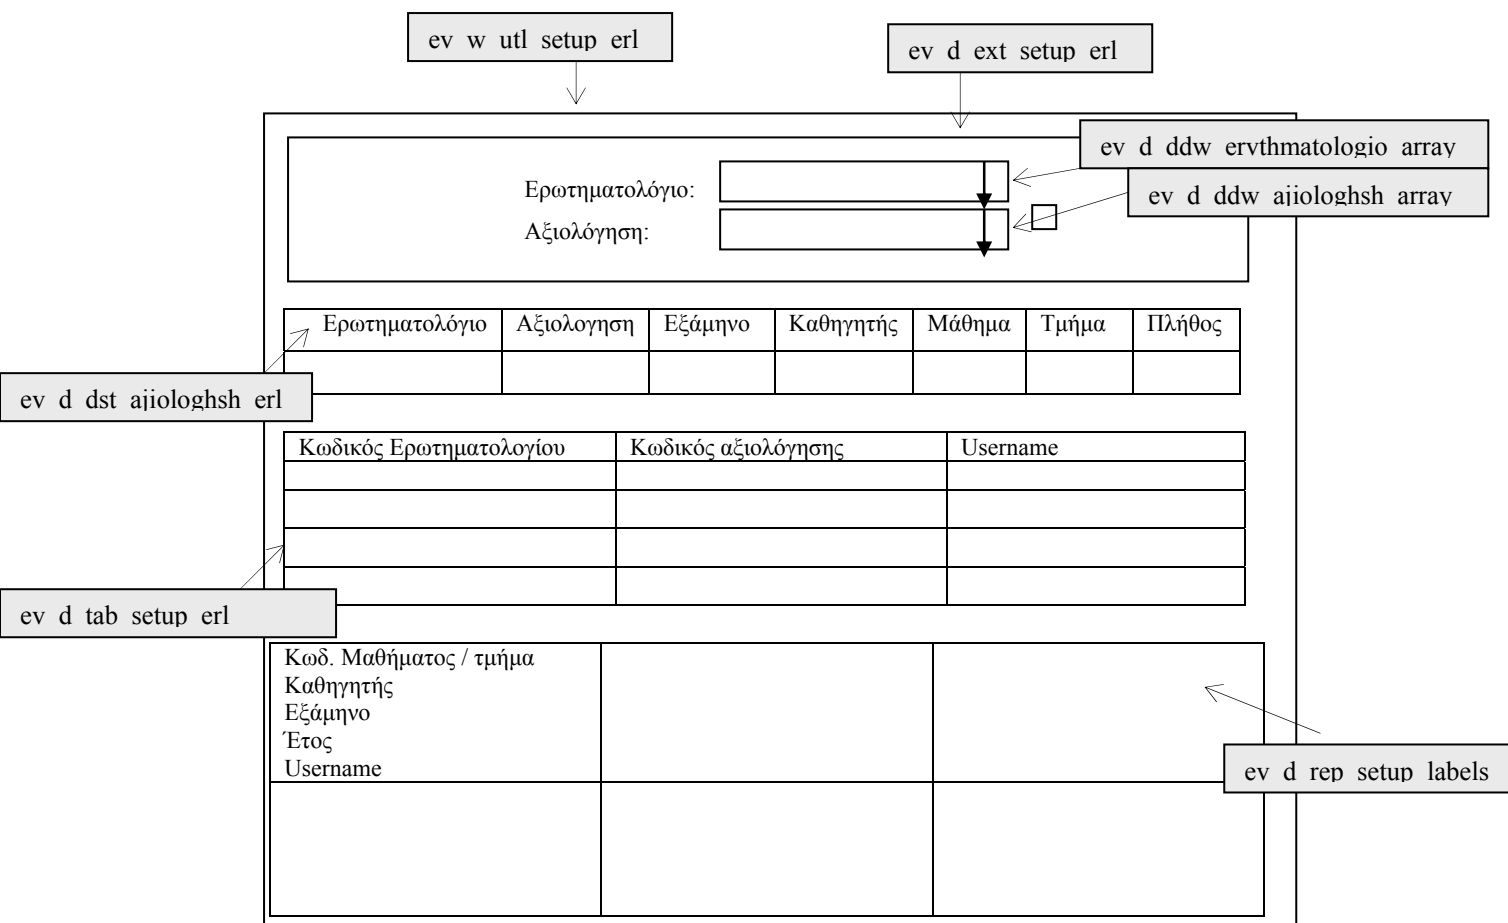 ev w utl setup erl
ev d ext setup erl
ev d ddw ervthmatologio array
Ερωτηματολόγιο:
ev d ddw ajiologhsh array
Αξιολόγηση:
Ερωτηματολόγιο Αξιολογηση Εξάμηνο Καθηγητής Μάθημα Τμήμα Πλήθος
ev d dst ajiologhsh erl
Κωδικός Ερωτηματολογίου Κωδικός αξιολόγησης Username
ev d tab setup erl
Κωδ. Μαθήματος / τμήμα
Καθηγητής
Εξάμηνο
Έτος
Username
ev d rep setup labels